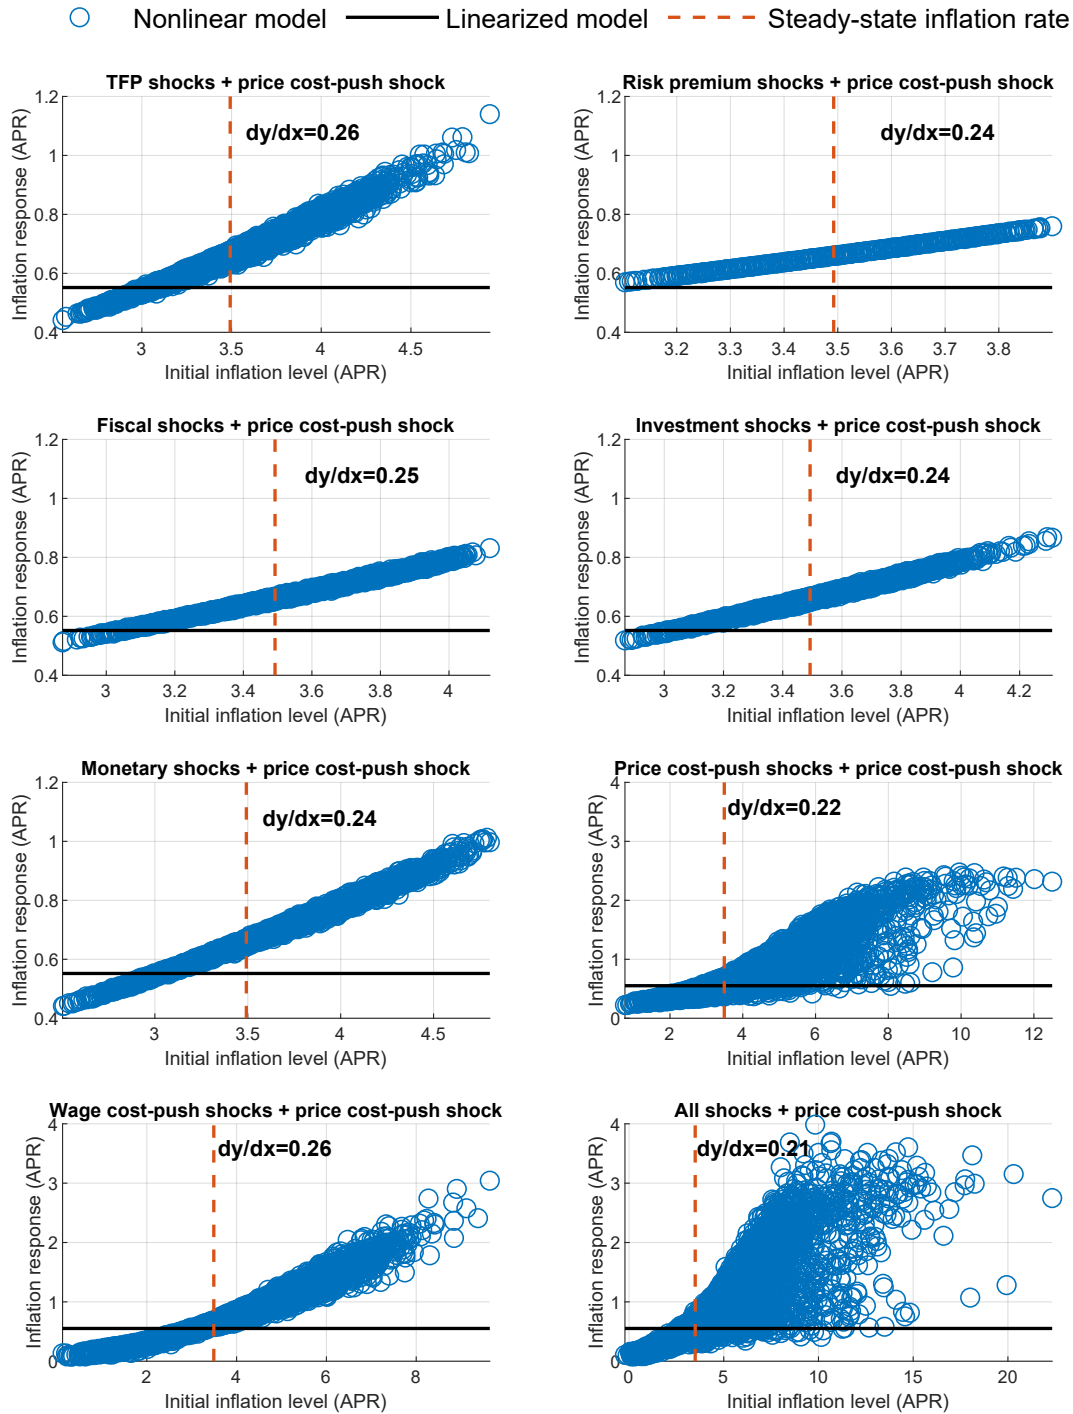 Nonlinear model Linearized model Steady-state inflation rate
TFP shocks + price cost-push shock
dy/dx=0.26
Inflation response (APR)
1.2
1
0.8
0.6
0.4
3 3.5 4 4.5
Initial inflation level (APR)
Risk premium shocks + price cost-push shock
dy/dx=0.24
Inflation response (APR)
1.2
1
0.8
0.6
0.4
3.2 3.3 3.4 3.5 3.6 3.7 3.8
Initial inflation level (APR)
Fiscal shocks + price cost-push shock
dy/dx=0.25
Inflation response (APR)
1.2
1
0.8
0.6
0.4
3 3.2 3.4 3.6 3.8 4
Initial inflation level (APR)
Investment shocks + price cost-push shock
dy/dx=0.24
Inflation response (APR)
1.2
1
0.8
0.6
0.4
3 3.2 3.4 3.6 3.8 4 4.2
Initial inflation level (APR)
Monetary shocks + price cost-push shock
dy/dx=0.24
Inflation response (APR)
1.2
1
0.8
0.6
0.4
3 3.5 4 4.5
Initial inflation level (APR)
Price cost-push shocks + price cost-push shock
dy/dx=0.22
Inflation response (APR)
4
3
2
1
0
2 4 6 8 10 12
Initial inflation level (APR)
Wage cost-push shocks + price cost-push shock
dy/dx=0.26
Inflation response (APR)
4
3
2
1
0
2 4 6 8
Initial inflation level (APR)
All shocks + price cost-push shock
dy/dx=0.21
Inflation response (APR)
4
3
2
1
0
0 5 10 15 20
Initial inflation level (APR)